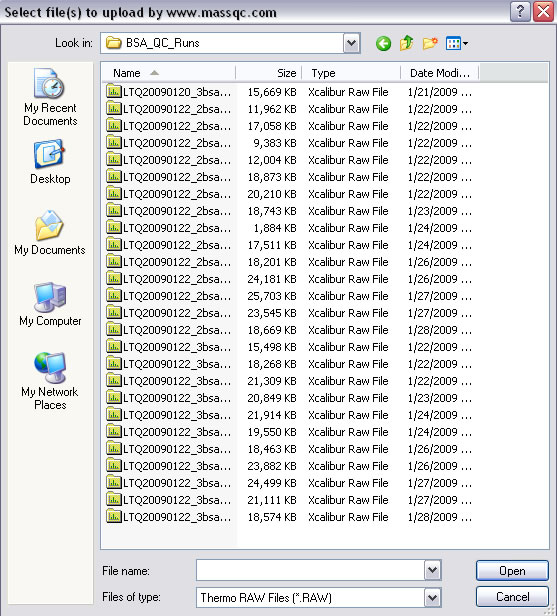 Select file(s) to upload by www.massqc.com
Look in: BSA_QC_Runs
My Recent Documents
Desktop
My Documents
My Computer
My Network Places
Name Size Type Date Modi...
LTQ20090120_3bsa... 15,669 KB Xcalibur Raw File 1/21/2009 ...
LTQ20090122_2bsa... 11,962 KB Xcalibur Raw File 1/22/2009 ...
LTQ20090122_2bsa... 17,058 KB Xcalibur Raw File 1/22/2009 ...
LTQ20090122_2bsa... 9,383 KB Xcalibur Raw File 1/22/2009 ...
LTQ20090122_2bsa... 12,004 KB Xcalibur Raw File 1/22/2009 ...
LTQ20090122_2bsa... 18,873 KB Xcalibur Raw File 1/22/2009 ...
LTQ20090122_2bsa... 20,210 KB Xcalibur Raw File 1/22/2009 ...
LTQ20090122_2bsa... 18,743 KB Xcalibur Raw File 1/23/2009 ...
LTQ20090122_2bsa... 1,884 KB Xcalibur Raw File 1/24/2009 ...
LTQ20090122_2bsa... 17,511 KB Xcalibur Raw File 1/24/2009 ...
LTQ20090122_2bsa... 18,201 KB Xcalibur Raw File 1/26/2009 ...
LTQ20090122_2bsa... 24,181 KB Xcalibur Raw File 1/26/2009 ...
LTQ20090122_2bsa... 25,703 KB Xcalibur Raw File 1/27/2009 ...
LTQ20090122_2bsa... 23,545 KB Xcalibur Raw File 1/27/2009 ...
LTQ20090122_2bsa... 18,669 KB Xcalibur Raw File 1/28/2009 ...
LTQ20090122_3bsa... 15,498 KB Xcalibur Raw File 1/22/2009 ...
LTQ20090122_3bsa... 18,268 KB Xcalibur Raw File 1/22/2009 ...
LTQ20090122_3bsa... 21,309 KB Xcalibur Raw File 1/22/2009 ...
LTQ20090122_3bsa... 20,849 KB Xcalibur Raw File 1/23/2009 ...
LTQ20090122_3bsa... 21,914 KB Xcalibur Raw File 1/24/2009 ...
LTQ20090122_3bsa... 19,550 KB Xcalibur Raw File 1/24/2009 ...
LTQ20090122_3bsa... 18,463 KB Xcalibur Raw File 1/26/2009 ...
LTQ20090122_3bsa... 23,882 KB Xcalibur Raw File 1/26/2009 ...
LTQ20090122_3bsa... 24,499 KB Xcalibur Raw File 1/27/2009 ...
LTQ20090122_3bsa... 21,111 KB Xcalibur Raw File 1/27/2009 ...
LTQ20090122_3bsa... 18,574 KB Xcalibur Raw File 1/28/2009 ...
File name: Open
Files of type: Thermo RAW Files (*.RAW) Cancel